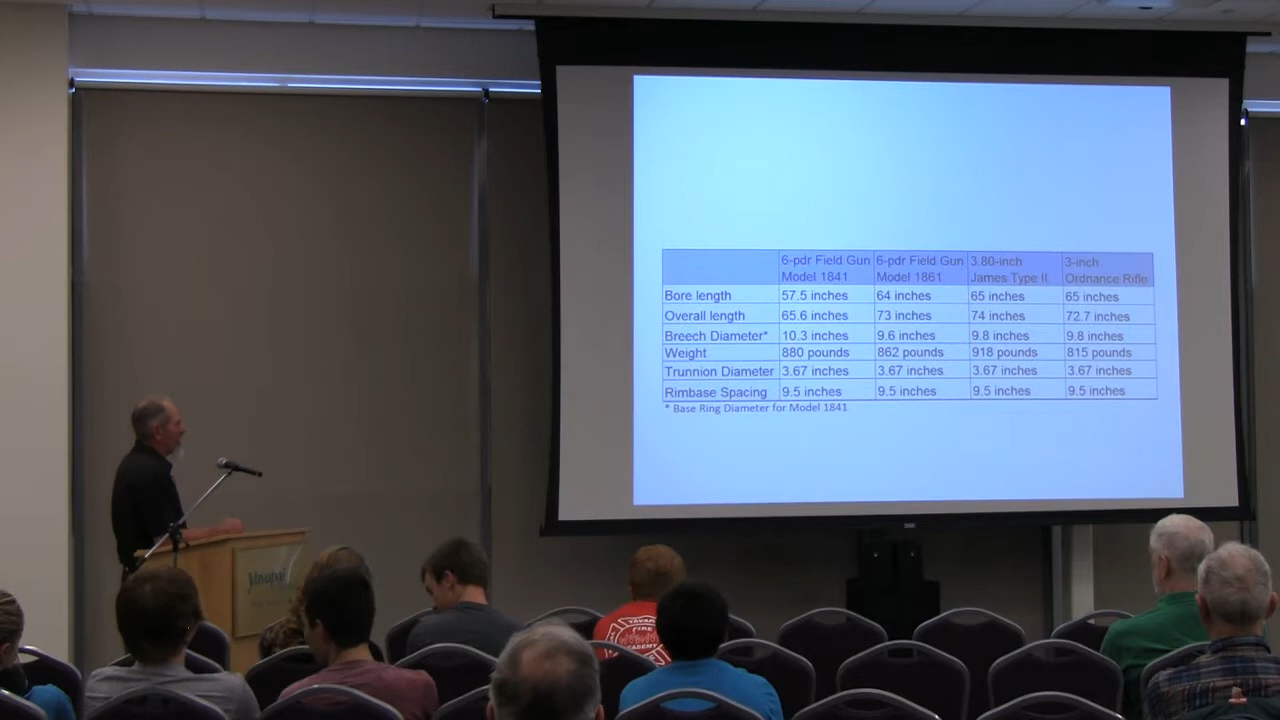 6-pdr Field Gun Model 1841 6-pdr Field Gun Model 1861 3.80-inch James Type II 3-inch Ordnance Rifle
Bore length 57.5 inches 64 inches 65 inches 65 inches
Overall length 65.6 inches 73 inches 74 inches 72.7 inches
Breech Diameter* 10.3 inches 9.6 inches 9.8 inches 9.8 inches
Weight 880 pounds 862 pounds 918 pounds 815 pounds
Trunnion Diameter 3.67 inches 3.67 inches 3.67 inches 3.67 inches
Rimbase Spacing 9.5 inches 9.5 inches 9.5 inches 9.5 inches
* Base Ring Diameter for Model 1841
Yavapai
FIRE
ACADEMY